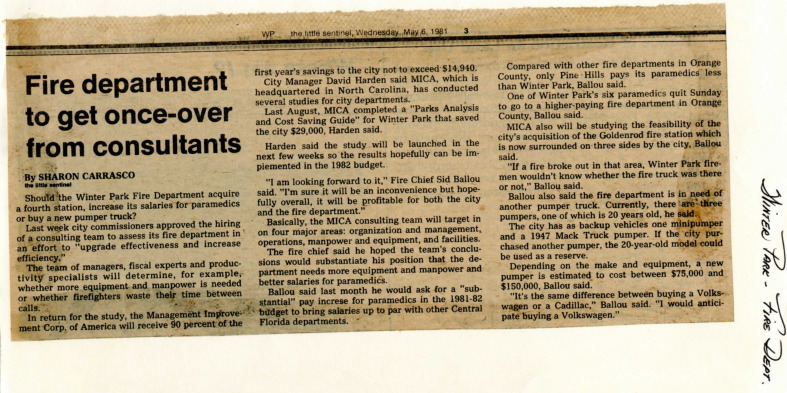 WP the little sentinel, Wednesday, May 6, 1981 3
Fire department
to get once-over
from consultants
By SHARON CARRASCO
the little sentinel
Should the Winter Park Fire Department acquire
a fourth station, increase its salaries for paramedics
or buy a new pumper truck?
Last week city commissioners approved the hiring
of a consulting team to assess its fire department in
an effort to "upgrade effectiveness and increase
efficiency."
The team of managers, fiscal experts and produc-
tivity specialists will determine, for example,
whether more equipment and manpower is needed
or whether firefighters waste their time between
calls.
In return for the study, the Management Improve-
ment Corp. of America will receive 90 percent of the
first year's savings to the city not to exceed $14,940.
City Manager David Harden said MICA, which is
headquartered in North Carolina, has conducted
several studies for city departments.
Last August, MICA completed a "Parks Analysis
and Cost Saving Guide" for Winter Park that saved
the city $29,000, Harden said.
Harden said the study will be launched in the
next few weeks so the results hopefully can be im-
plemented in the 1982 budget.
"I am looking forward to it," Fire Chief Sid Ballou
said. "I'm sure it will be an inconvenience but hope-
fully overall, it will be profitable for both the city
and the fire department."
Basically, the MICA consulting team will target in
on four major areas: organization and management,
operations, manpower and equipment, and facilities.
The fire chief said he hoped the team's conclu-
sions would substantiate his position that the de-
partment needs more equipment and manpower and
better salaries for paramedics.
Ballou said last month he would ask for a "sub-
stantial" pay increse for paramedics in the 1981-82
budget to bring salaries up to par with other Central
Florida departments.
Compared with other fire departments in Orange
County, only Pine Hills pays its paramedics less
than Winter Park, Ballou said.
One of Winter Park's six paramedics quit Sunday
to go to a higher-paying fire department in Orange
County, Ballou said.
MICA also will be studying the feasibility of the
city's acquisition of the Goldenrod fire station which
is now surrounded on three sides by the city, Ballou
said.
"If a fire broke out in that area, Winter Park fire-
men wouldn't know whether the fire truck was there
or not," Ballou said.
Ballou also said the fire department is in need of
another pumper truck. Currently, there are three
pumpers, one of which is 20 years old, he said.
The city has as backup vehicles one minipumper
and a 1947 Mack Truck pumper. If the city pur-
chased another pumper, the 20-year-old model could
be used as a reserve.
Depending on the make and equipment, a new
pumper is estimated to cost between $75,000 and
$150,000, Ballou said.
"It's the same difference between buying a Volks-
wagen or a Cadillac," Ballou said. "I would antici-
pate buying a Volkswagen."
WINTER PARK - FIRE DEPT.